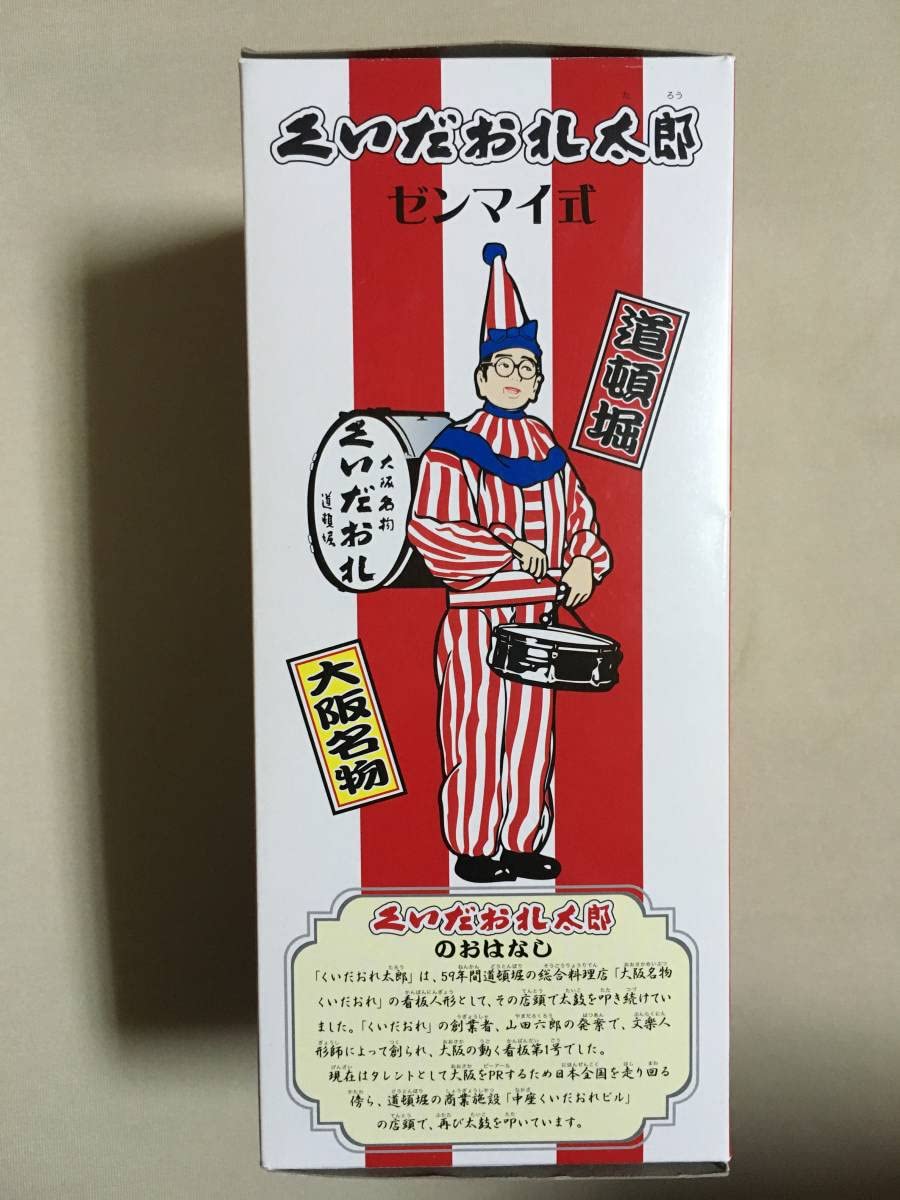 くいだおれ太郎
たろう
ゼンマイ式
道頓堀
大阪名物
くいだおれ
道頓堀
大阪名物
くいだおれ太郎
のおはなし
「くいだおれ太郎」は、59年間道頓堀の総合料理店「大阪名物
くいだおれ」の看板人形として、その店頭で太鼓を叩き続けてい
ました。「くいだおれ」の創業者、山田六郎の発案で、文楽人
形師によって創られ、大阪の動く看板第1号でした。
現在はタレントとして大阪をPRするため日本全国を走り回る
傍ら、道頓堀の商業施設「中座くいだおれビル」
の店頭で、再び太鼓を叩いています。